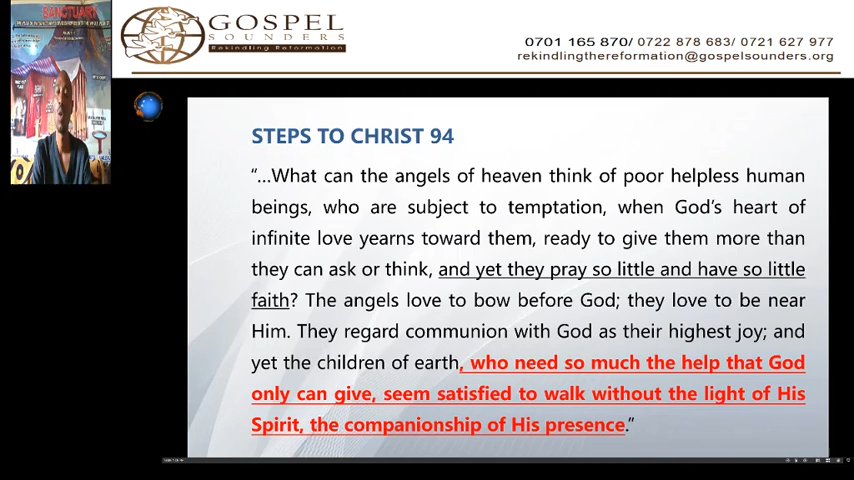 SANCTUARY
GOSPEL
SOUNDERS
Rekindling Reformation
0701 165 870/ 0722 878 683/ 0721 627 977
rekindlingthereformation@gospelsounders.org
STEPS TO CHRIST 94
“…What can the angels of heaven think of poor helpless human
beings, who are subject to temptation, when God’s heart of
infinite love yearns toward them, ready to give them more than
they can ask or think, and yet they pray so little and have so little
faith? The angels love to bow before God; they love to be near
Him. They regard communion with God as their highest joy; and
yet the children of earth, who need so much the help that God
only can give, seem satisfied to walk without the light of His
Spirit, the companionship of His presence.”